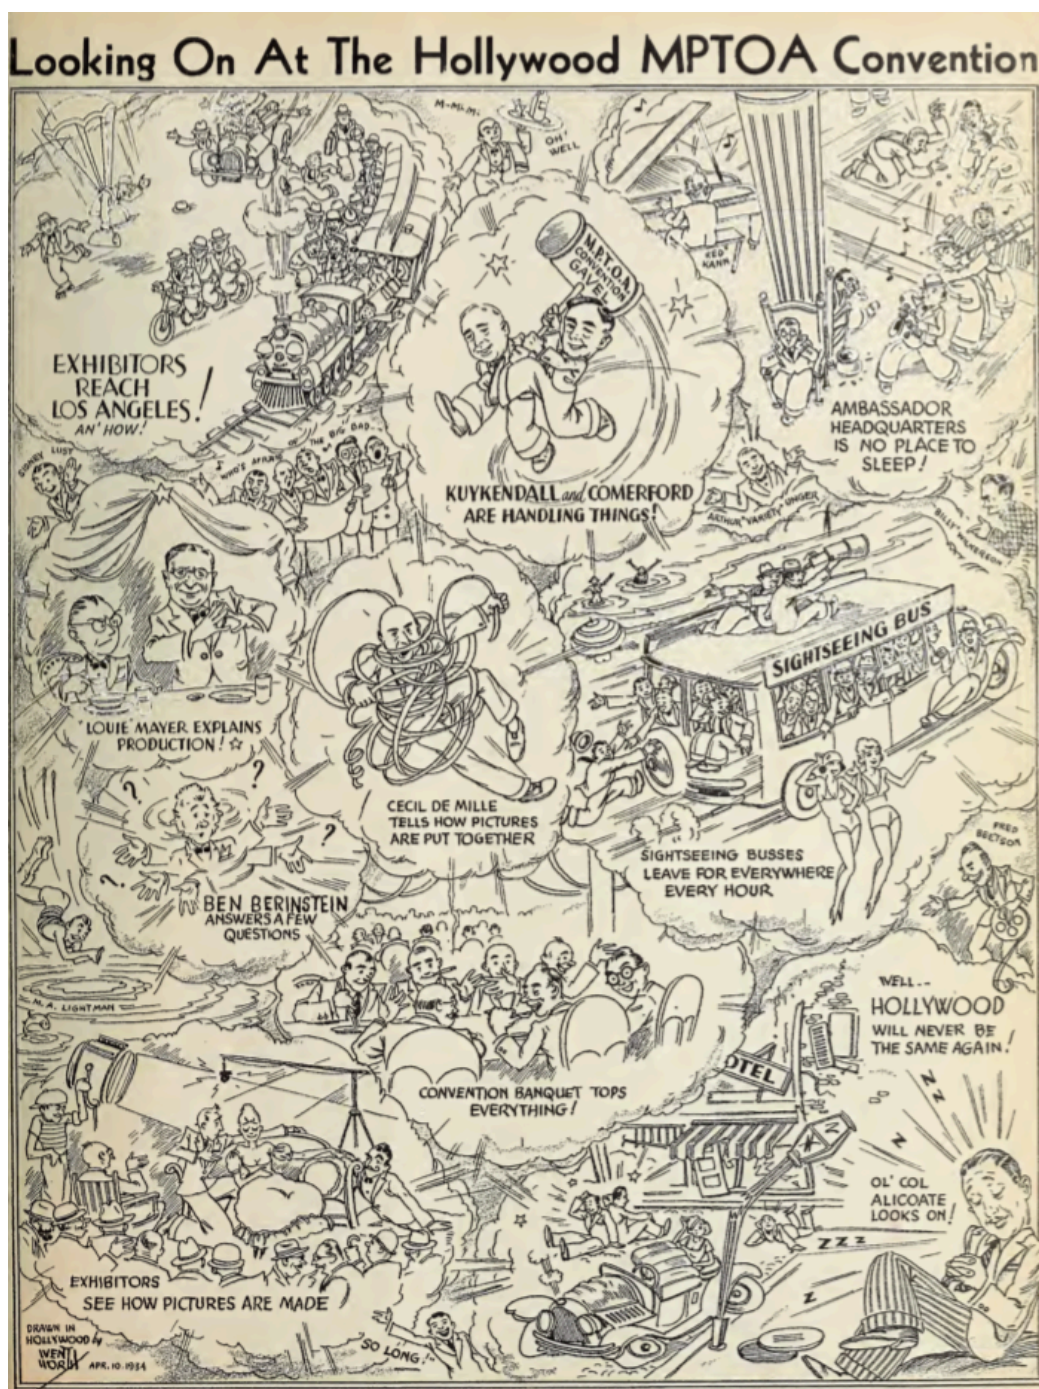 Looking On At The Hollywood MPTOA Convention
M-M-M-
OH!
WELL
"RED"
KANN!
M.P.T.O.A.
CONVENTION
GAVEL
EXHIBITORS
REACH
LOS ANGELES!
AN' HOW!
AMBASSADOR
HEADQUARTERS
IS NO PLACE TO
SLEEP!
SIDNEY LUST
WHO'S AFRAID OF THE BIG BAD-
KUYKENDALL and COMERFORD
ARE HANDLING THINGS!
ARTHUR "VARIETY" UNGER
"BILLY" WILKERSON
SIGHTSEEING BUS
"LOUIE" MAYER EXPLAINS
PRODUCTION!
CECIL DE MILLE
TELLS HOW PICTURES
ARE PUT TOGETHER
SIGHTSEEING BUSSES
LEAVE FOR EVERYWHERE
EVERY HOUR
FRED
BEETSON
?
?
?
?
BEN BERINSTEIN
ANSWERS A FEW
QUESTIONS
M.A. LIGHTMAN
WELL--
HOLLYWOOD
WILL NEVER BE
THE SAME AGAIN!
OTEL
CONVENTION BANQUET TOPS
EVERYTHING!
Z
Z
Z
OL' COL
ALICOATE
LOOKS ON!
Z Z Z
Z
EXHIBITORS
SEE HOW PICTURES ARE MADE
DRAWN IN
HOLLYWOOD by
WENT
WORTH APR. 10-1934
SO LONG!"